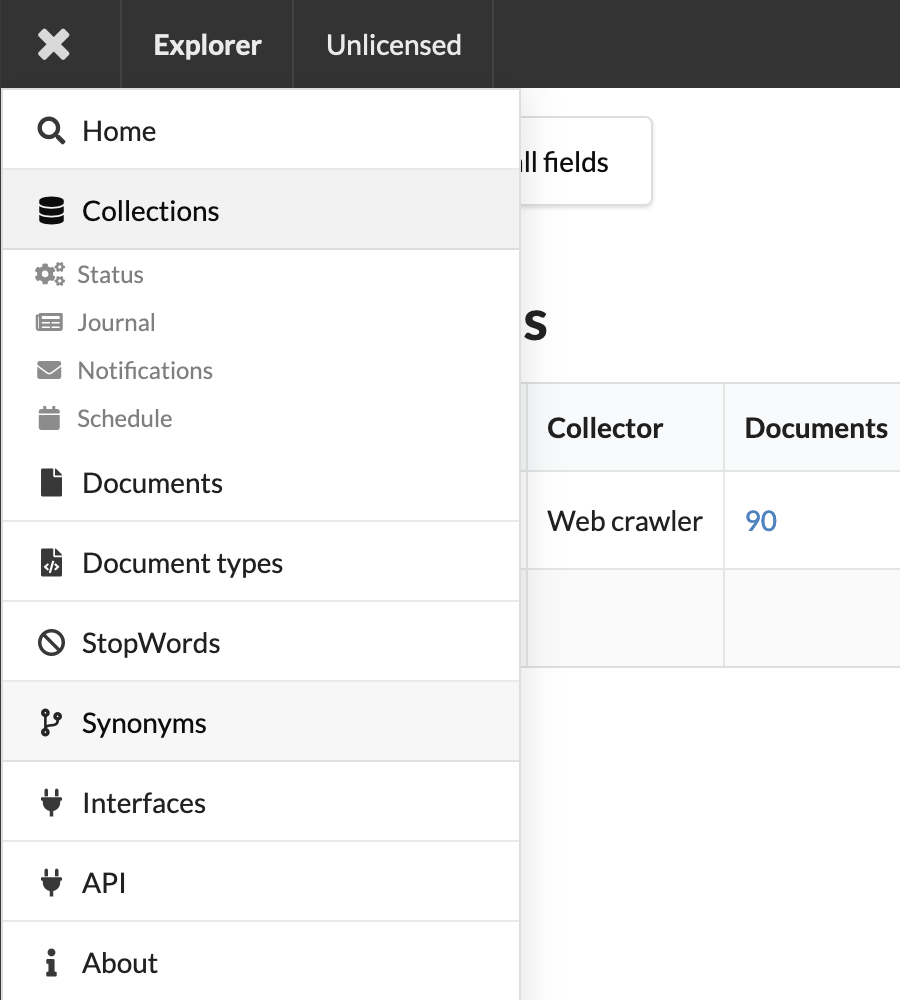 Explorer Unlicensed
Home
ll fields
Collections
Status
Journal
s
Notifications
Schedule
Collector Documents
Documents
Web crawler 90
Document types
StopWords
Synonyms
Interfaces
API
About